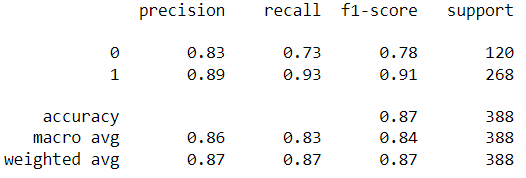 precision recall f1-score support
0 0.83 0.73 0.78 120
1 0.89 0.93 0.91 268
accuracy 0.87 388
macro avg 0.86 0.83 0.84 388
weighted avg 0.87 0.87 0.87 388